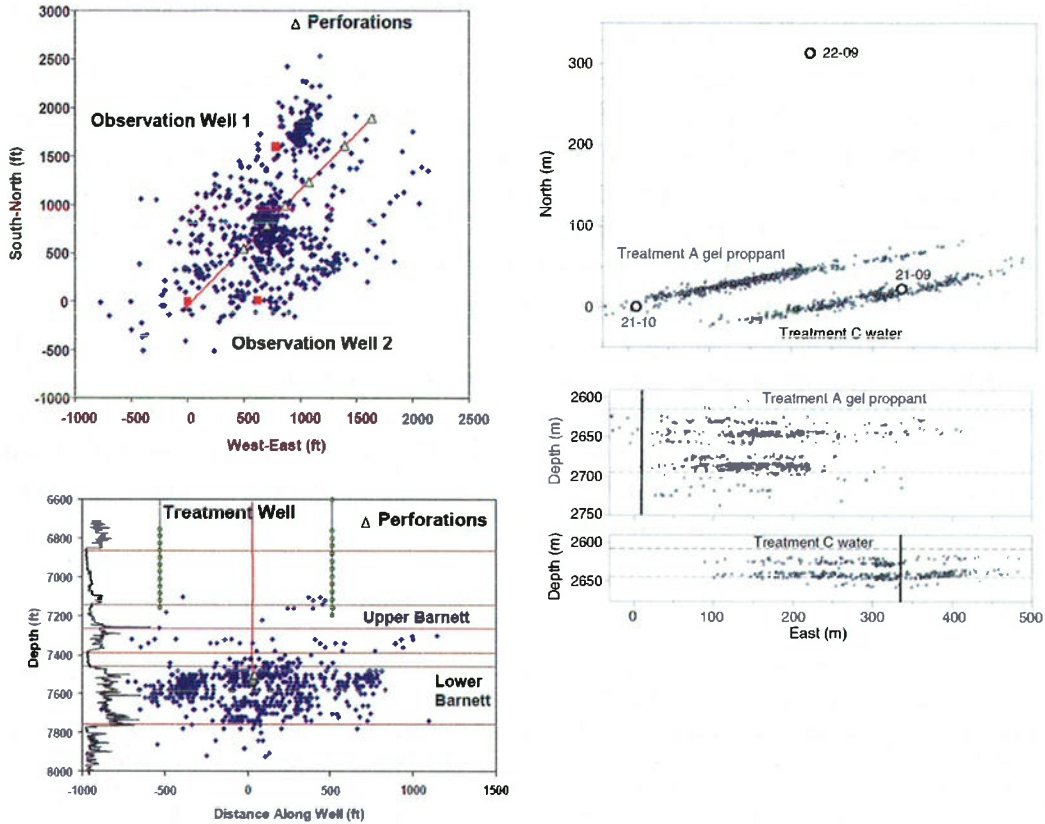 3000
2500
2000
1500
1000
500
0
-500
-1000
South-North (ft)
Perforations
Observation Well 1
Observation Well 2
-1000
-500
0
500
1000
1500
2000
2500
West-East (ft)
6600
6800
7000
7200
7400
7600
7800
8000
Depth (ft)
Treatment Well
Perforations
Upper Barnett
Lower
Barnett
-1000
-500
0
500
1000
1500
Distance Along Well (ft)
300
200
100
0
North (m)
22-09
Treatment A gel proppant
21-09
21-10
Treatment C water
2600
2650
2700
2750
Depth (m)
Treatment A gel proppant
2600
2650
Depth (m)
Treatment C water
0
100
200
300
400
500
East (m)